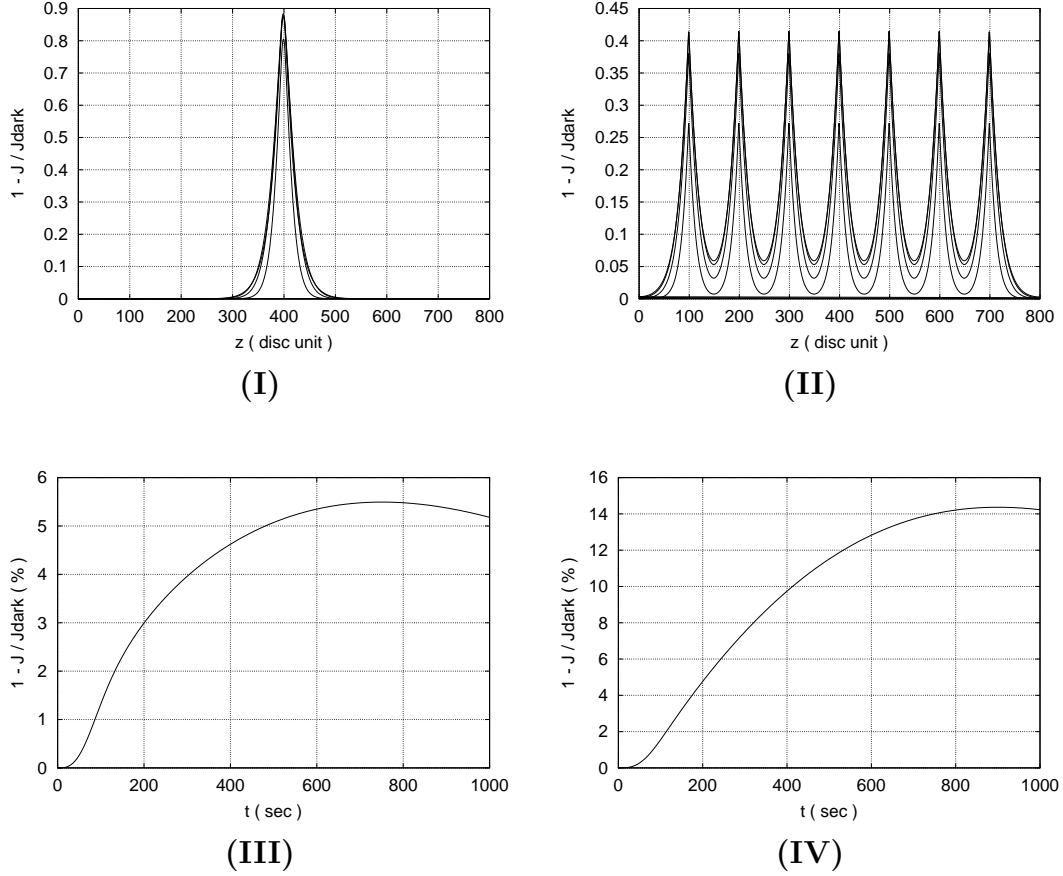 0.9
0.8
0.7
0.6
0.5
0.4
0.3
0.2
0.1
0
1 - J / Jdark
0 100 200 300 400 500 600 700 800
z ( disc unit )
(I)
0.45
0.4
0.35
0.3
0.25
0.2
0.15
0.1
0.05
0
1 - J / Jdark
0 100 200 300 400 500 600 700 800
z ( disc unit )
(II)
6
5
4
3
2
1
0
1 - J / Jdark ( % )
0 200 400 600 800 1000
t ( sec )
(III)
16
14
12
10
8
6
4
2
0
1 - J / Jdark ( % )
0 200 400 600 800 1000
t ( sec )
(IV)